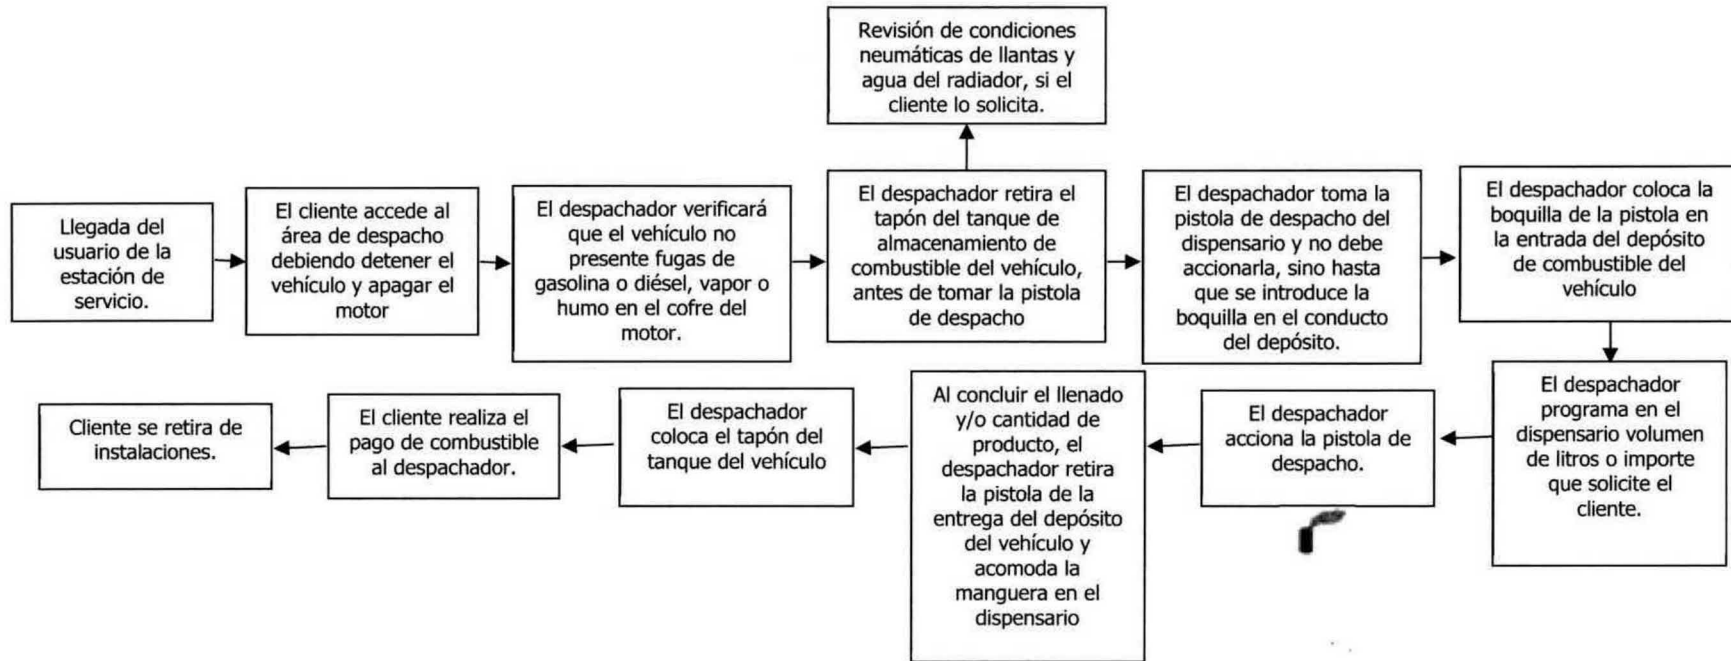 Revisión de condiciones
neumáticas de llantas y
agua del radiador, si el
cliente lo solicita.
Llegada del
usuario de la
estación de
servicio.
El cliente accede al
área de despacho
debiendo detener el
vehículo y apagar el
motor
El despachador verificará
que el vehículo no
presente fugas de
gasolina o diésel, vapor o
humo en el cofre del
motor.
El despachador retira el
tapón del tanque de
almacenamiento de
combustible del vehículo,
antes de tomar la pistola
de despacho
El despachador toma la
pistola de despacho del
dispensario y no debe
accionarla, sino hasta
que se introduce la
boquilla en el conducto
del depósito.
El despachador coloca la
boquilla de la pistola en
la entrada del depósito
de combustible del
vehículo
El despachador
programa en el
dispensario volumen
de litros o importe
que solicite el
cliente.
El despachador
acciona la pistola de
despacho.
Al concluir el llenado
y/o cantidad de
producto, el
despachador retira
la pistola de la
entrega del depósito
del vehículo y
acomoda la
manguera en el
dispensario
El despachador
coloca el tapón del
tanque del vehículo
El cliente realiza el
pago de combustible
al despachador.
Cliente se retira de
instalaciones.